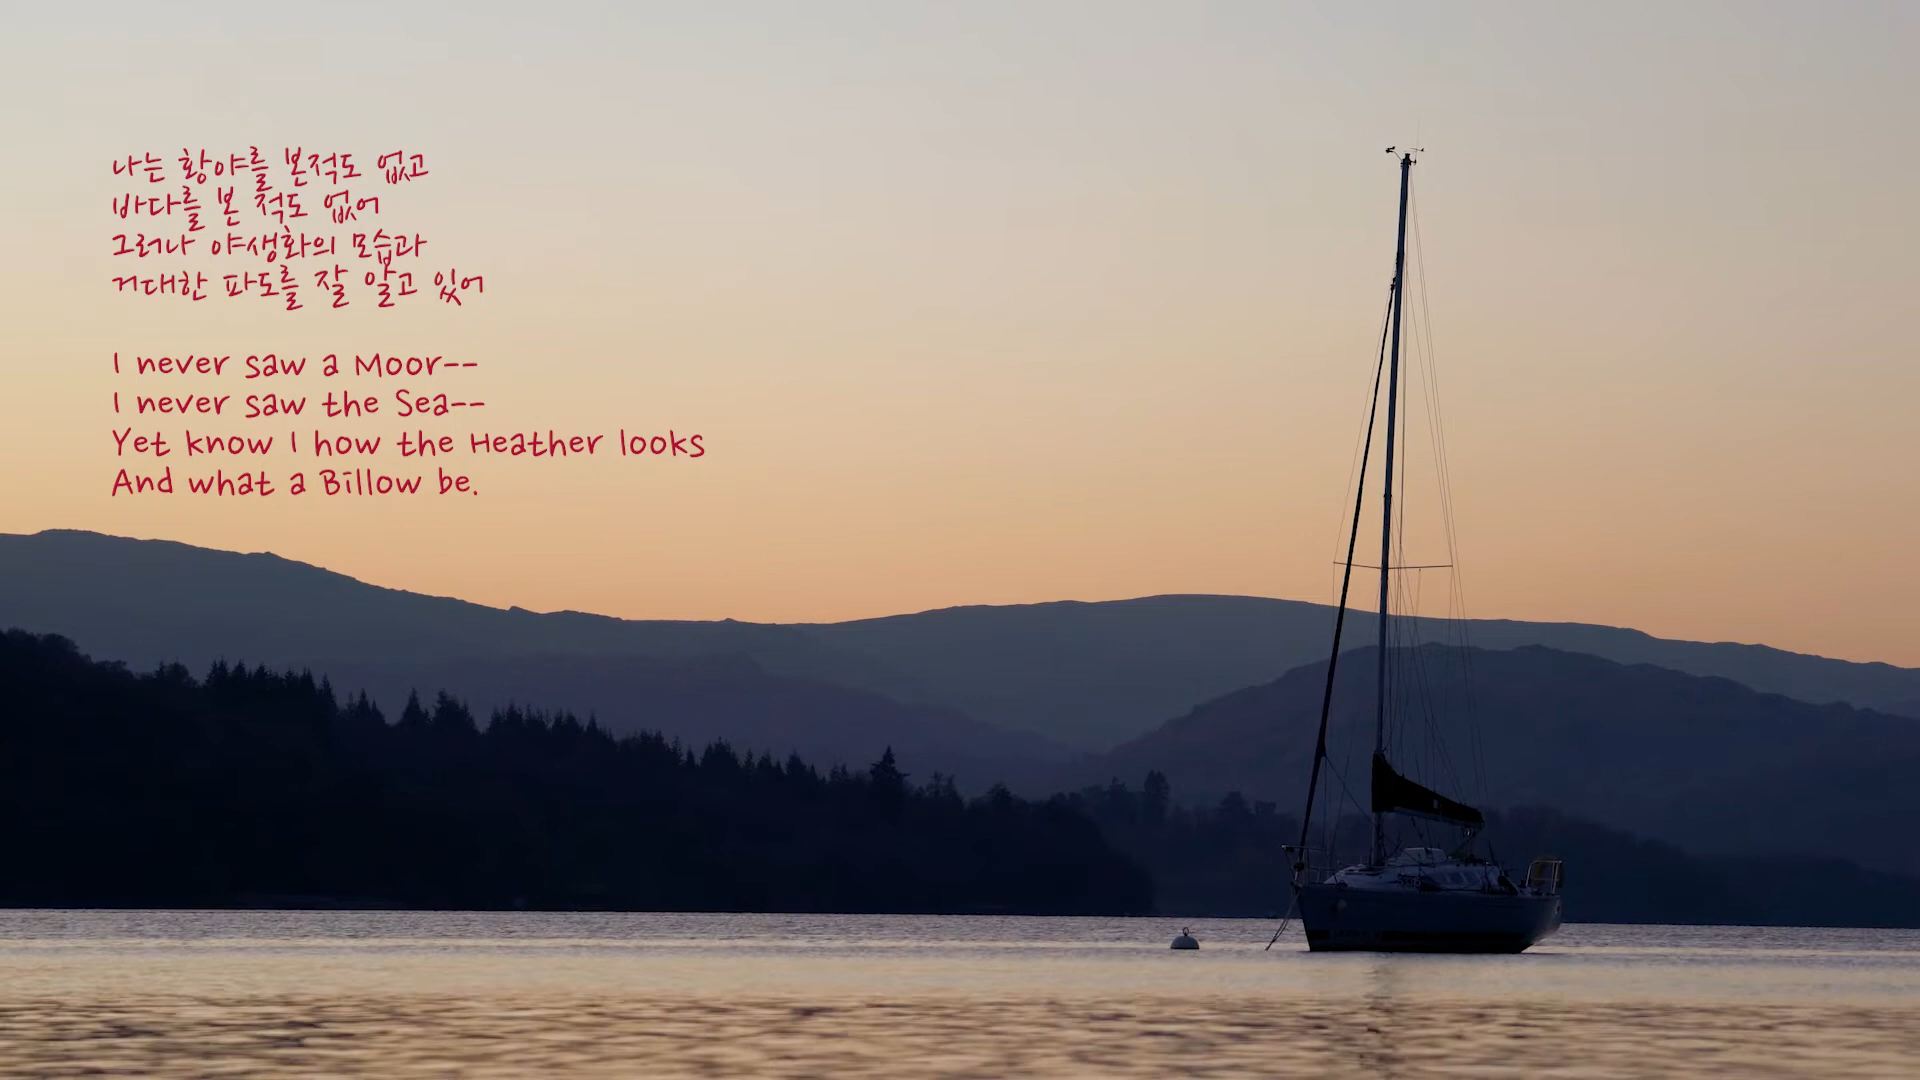 나는 황야를 본적도 없고
바다를 본 적도 없어
그러나 야생화의 모습과
거대한 파도를 잘 알고 있어
I never saw a Moor--
I never saw the Sea--
Yet know I how the Heather looks
And what a Billow be.